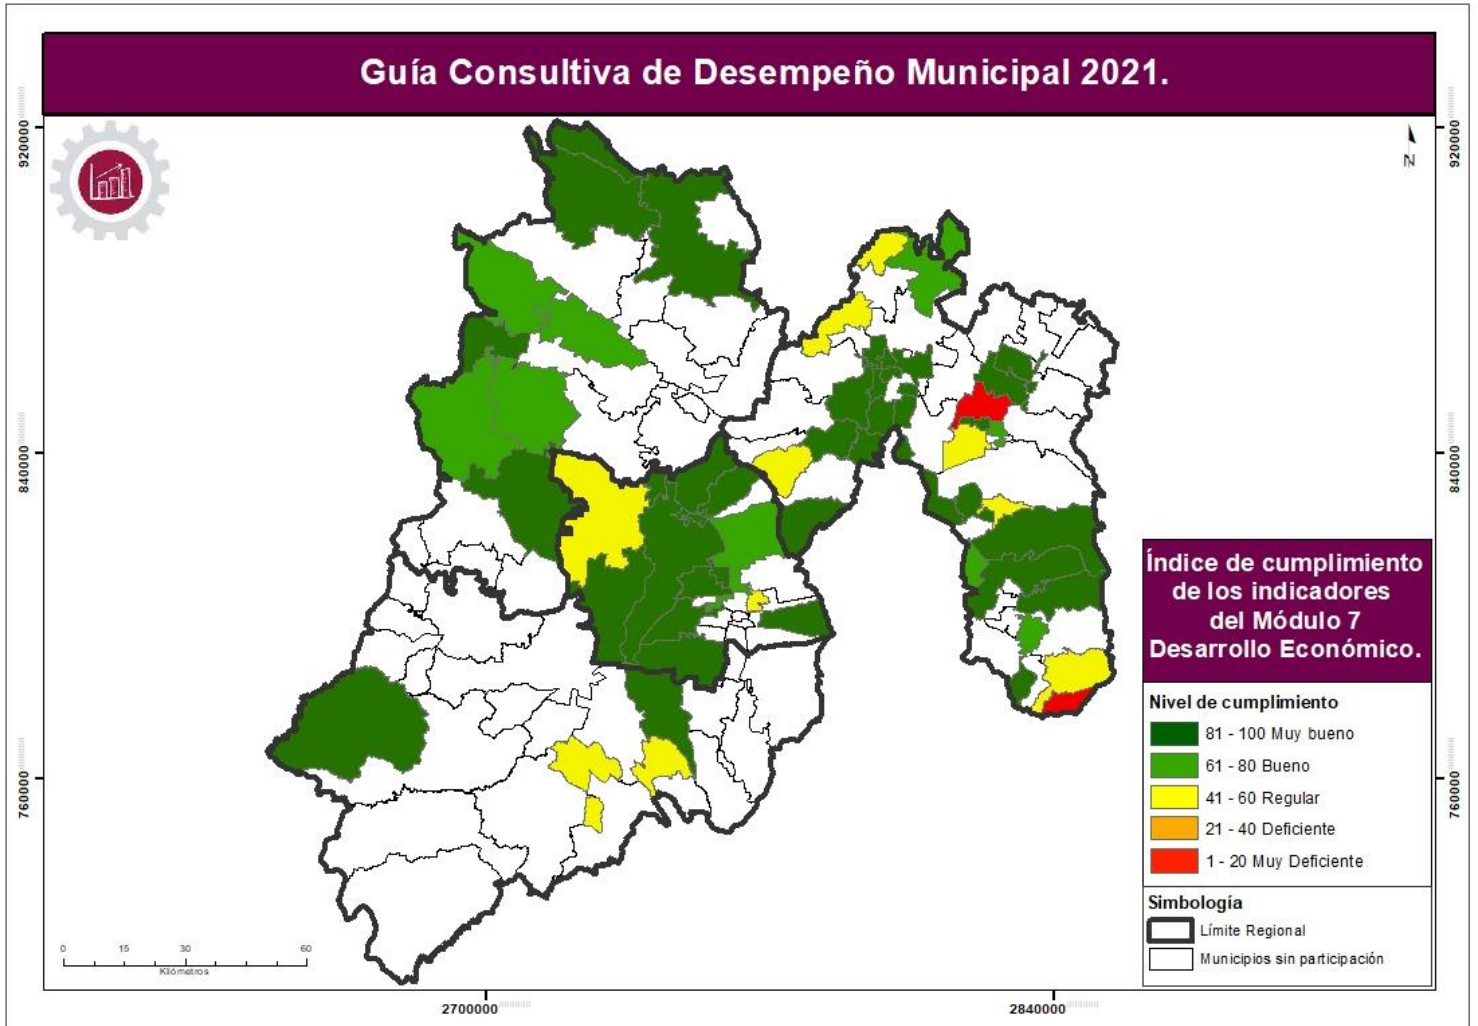 Guía Consultiva de Desempeño Municipal 2021.
920000
920000
N
840000
840000
760000
760000
Índice de cumplimiento
de los indicadores
del Módulo 7
Desarrollo Económico.
Nivel de cumplimiento
81 - 100 Muy bueno
61 - 80 Bueno
41 - 60 Regular
21 - 40 Deficiente
1 - 20 Muy Deficiente
Simbología
Límite Regional
Municipios sin participación
0 15 30 60
Kilómetros
2700000
2840000